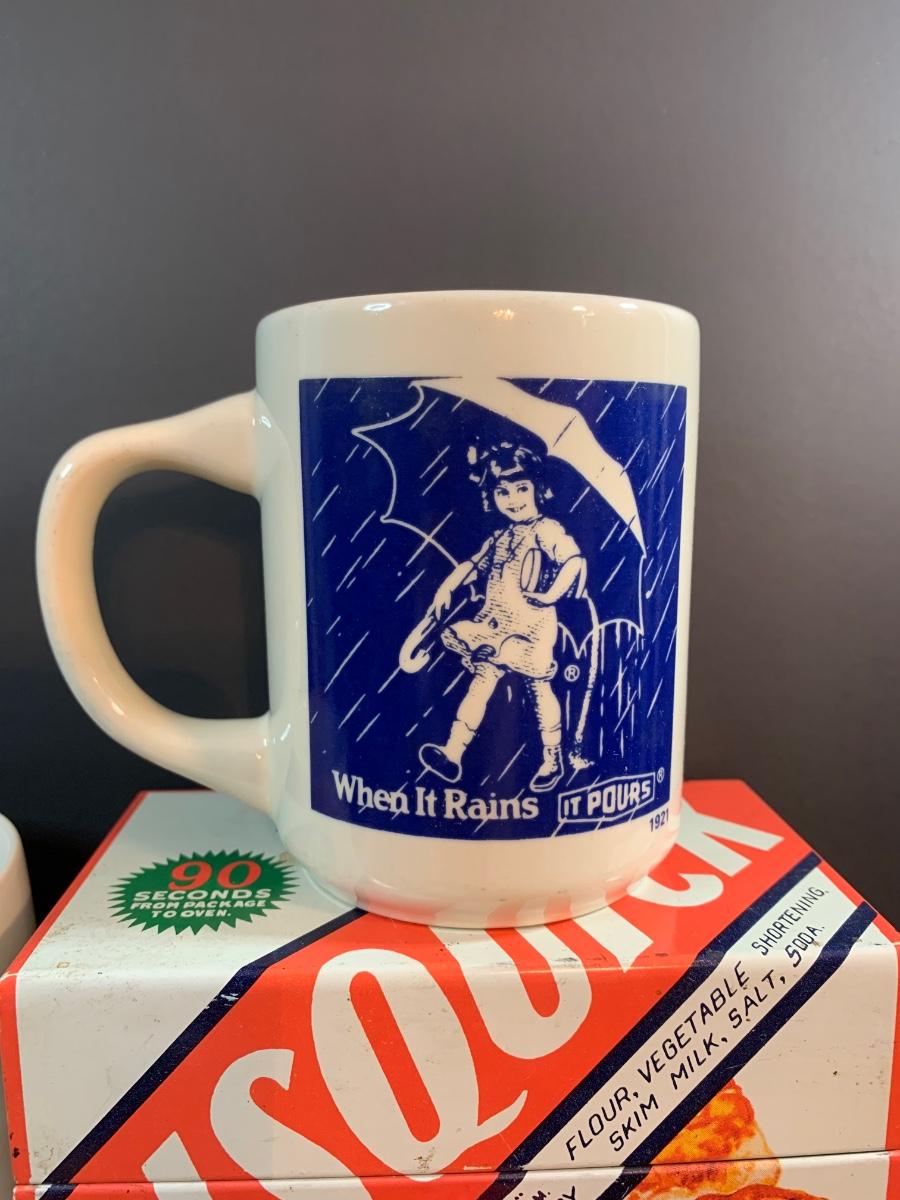 When It Rains IT POURS ®
®
1921
90
SECONDS
FROM PACKAGE
TO OVEN.
ISQUICK
FLOUR, VEGETABLE SHORTENING,
SKIM MILK, SALT, SODA.